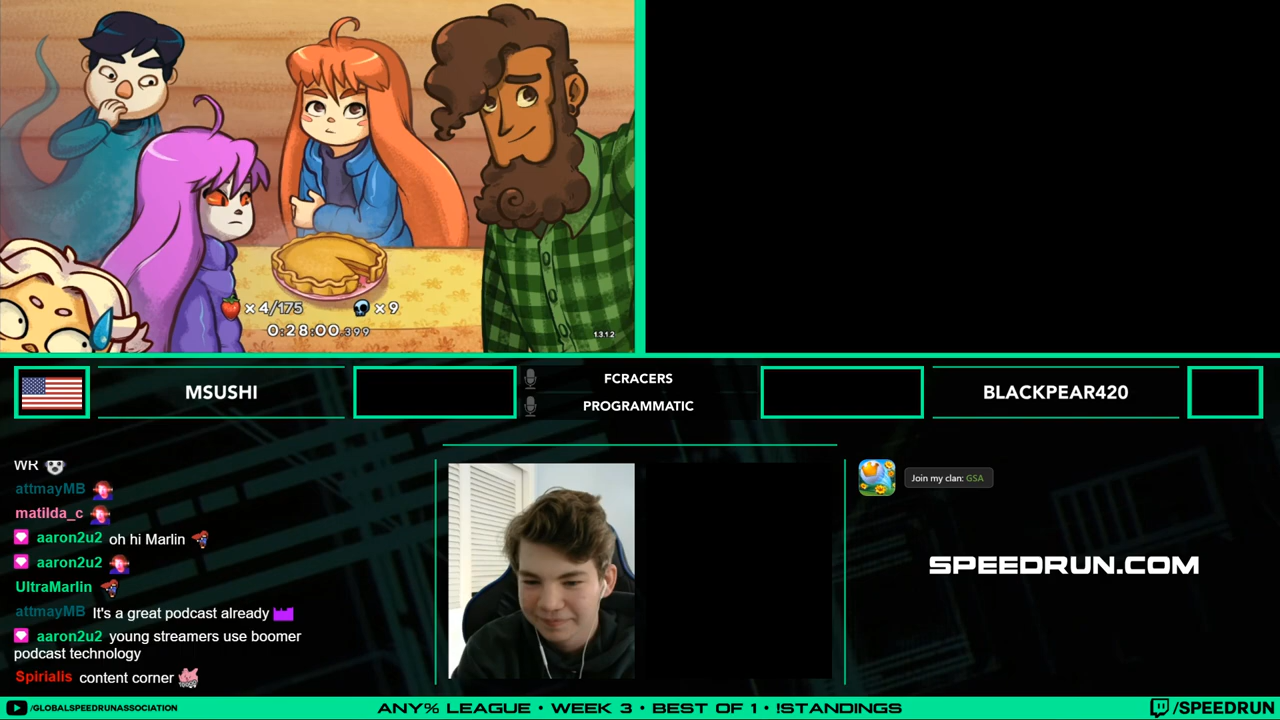 ×4/175
×9
0:28:00.399
1.3.1.2
MSUSHI
FCRACERS
PROGRAMMATIC
BLACKPEAR420
WR
attmayMB
matilda_c
aaron2u2 oh hi Marlin
aaron2u2
UltraMarlin
attmayMB It's a great podcast already
aaron2u2 young streamers use boomer
podcast technology
Spirialis content corner
Join my clan: GSA
SPEEDRUN.COM
/GLOBALSPEEDRUNASSOCIATION
ANY% LEAGUE • WEEK 3 • BEST OF 1 • !STANDINGS
/SPEEDRUN